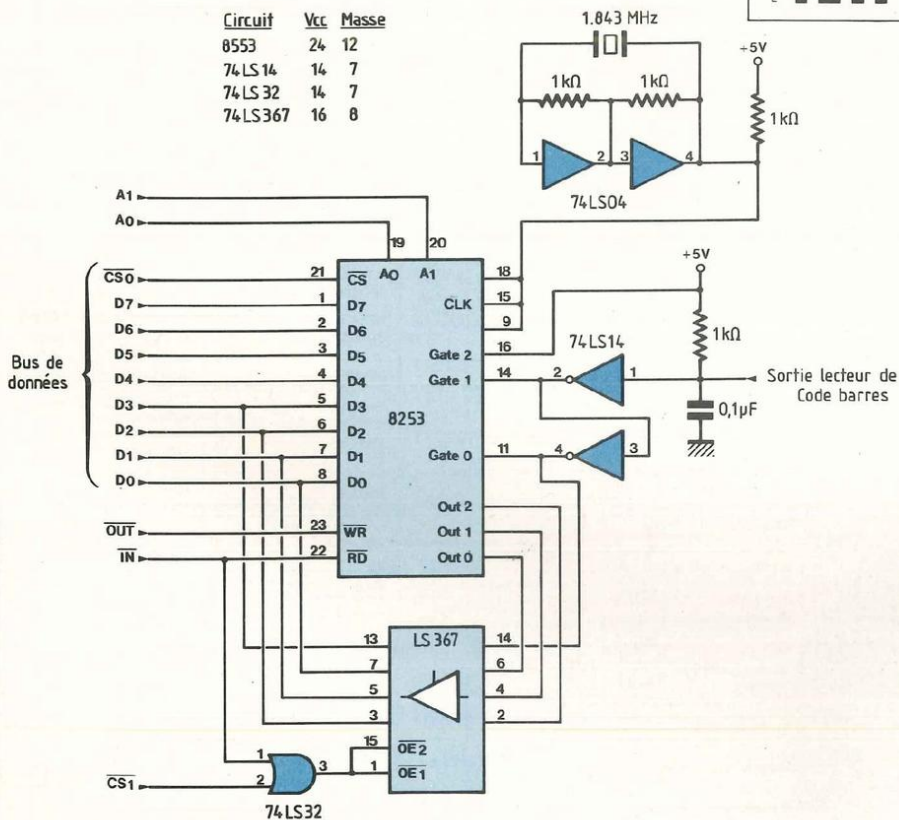 Circuit Vcc Masse
8553 24 12
74LS14 14 7
74LS32 14 7
74LS367 16 8
1.843 MHz
+5V
1kΩ 1kΩ
1kΩ
1 2 3 4
74LS04
A1
A0
19 20
A0 A1
CS0 21 CS
D7 1 D7
D6 2 D6
D5 3 D5
D4 4 D4
D3 5 D3
D2 6 D2
D1 7 D1
D0 8 D0
Bus de
données
OUT 23 WR
IN 22 RD
8253
18
CLK 15
9
Gate 2 16
Gate 1 14
Gate 0 11
Out 2
Out 1
Out 0
+5V
1kΩ
74LS14
2 1
4 3
Sortie lecteur de
Code barres
0,1µF
LS367
13 14
7 6
5 4
3 2
15 OE2
1 OE1
1
2 3
CS1
74LS32